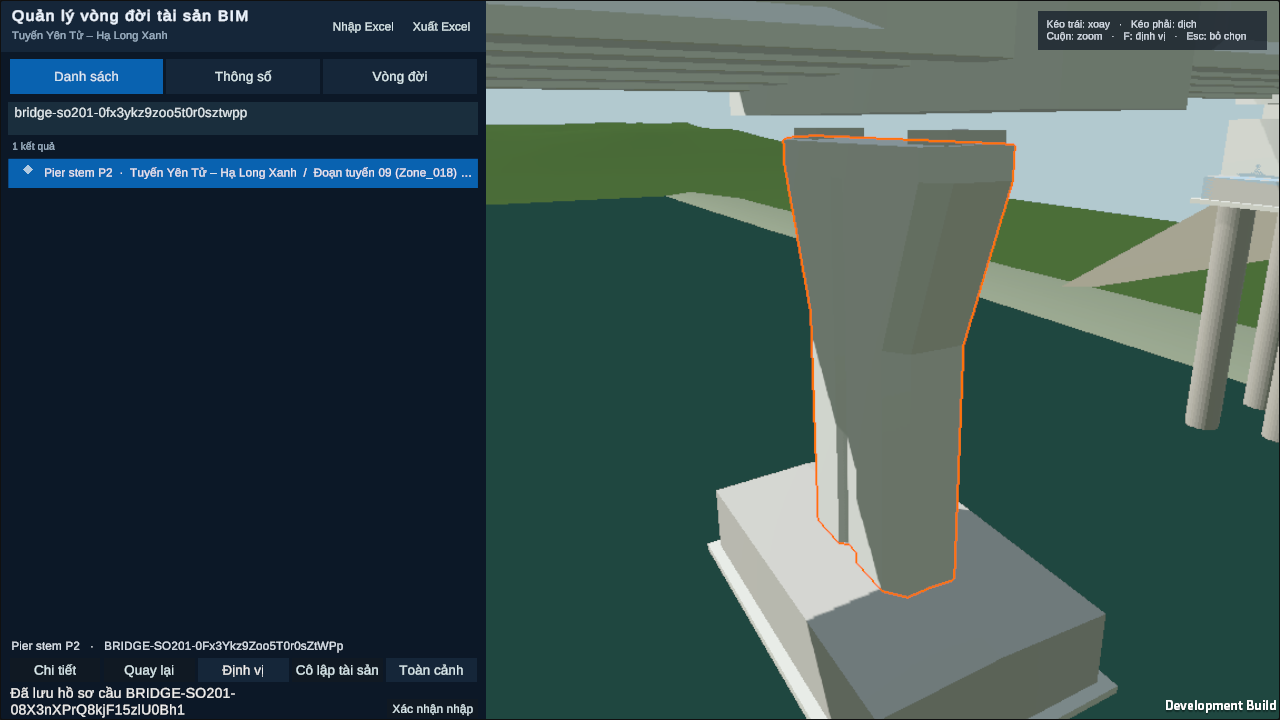 Quản lý vòng đời tài sản BIM
Tuyến Yên Tử – Hạ Long Xanh
Nhập Excel
Xuất Excel
Danh sách
Thông số
Vòng đời
bridge-so201-0fx3ykz9zoo5t0r0sztwpp
1 kết quả
Pier stem P2 · Tuyến Yên Tử – Hạ Long Xanh / Đoạn tuyến 09 (Zone_018) ...
Pier stem P2 · BRIDGE-SO201-0Fx3Ykz9Zoo5T0r0sZtWPp
Chi tiết
Quay lại
Định vị
Cô lập tài sản
Toàn cảnh
Đã lưu hồ sơ cầu BRIDGE-SO201-
08X3nXPrQ8kjF15zlU0Bh1
Xác nhận nhập
Kéo trái: xoay · Kéo phải: dịch
Cuộn: zoom · F: định vị · Esc: bỏ chọn
Development Build